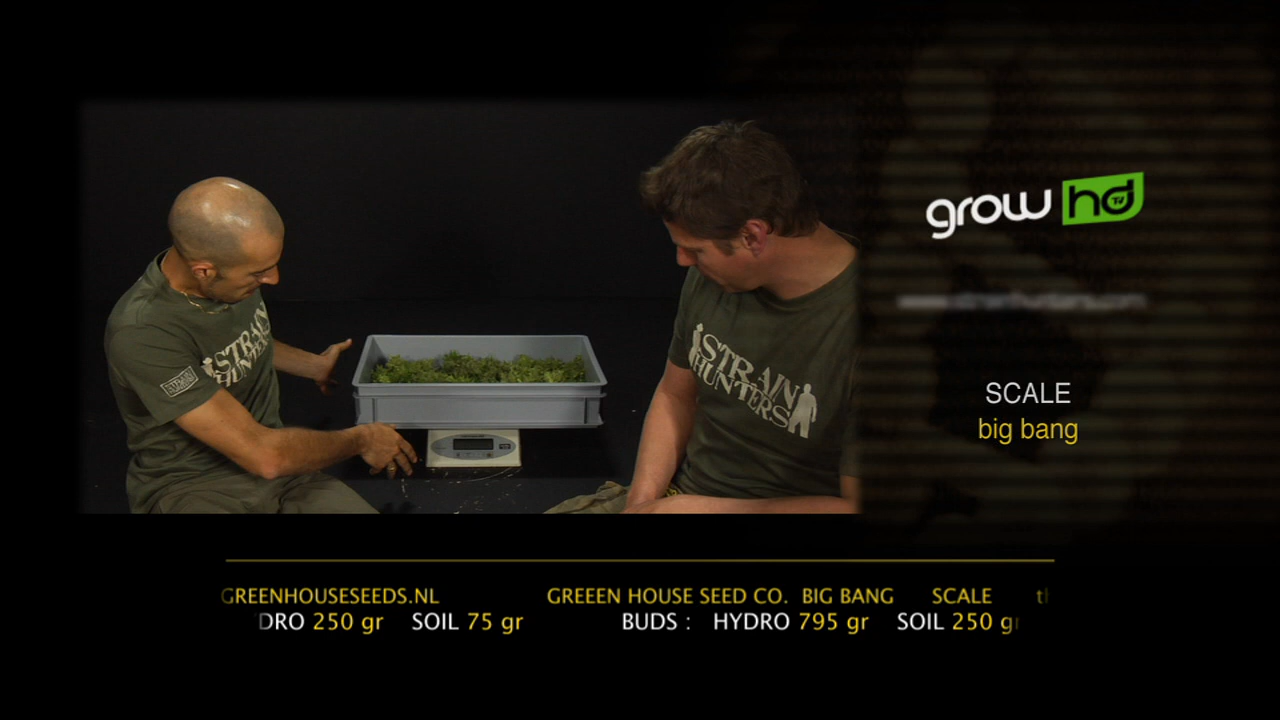 grow hd TV
STRAIN
HUNTERS
STRAIN
HUNTERS
SCALE
big bang
GREENHOUSESEEDS.NL GREEEN HOUSE SEED CO. BIG BANG SCALE
DRO 250 gr SOIL 75 gr BUDS : HYDRO 795 gr SOIL 250 gr